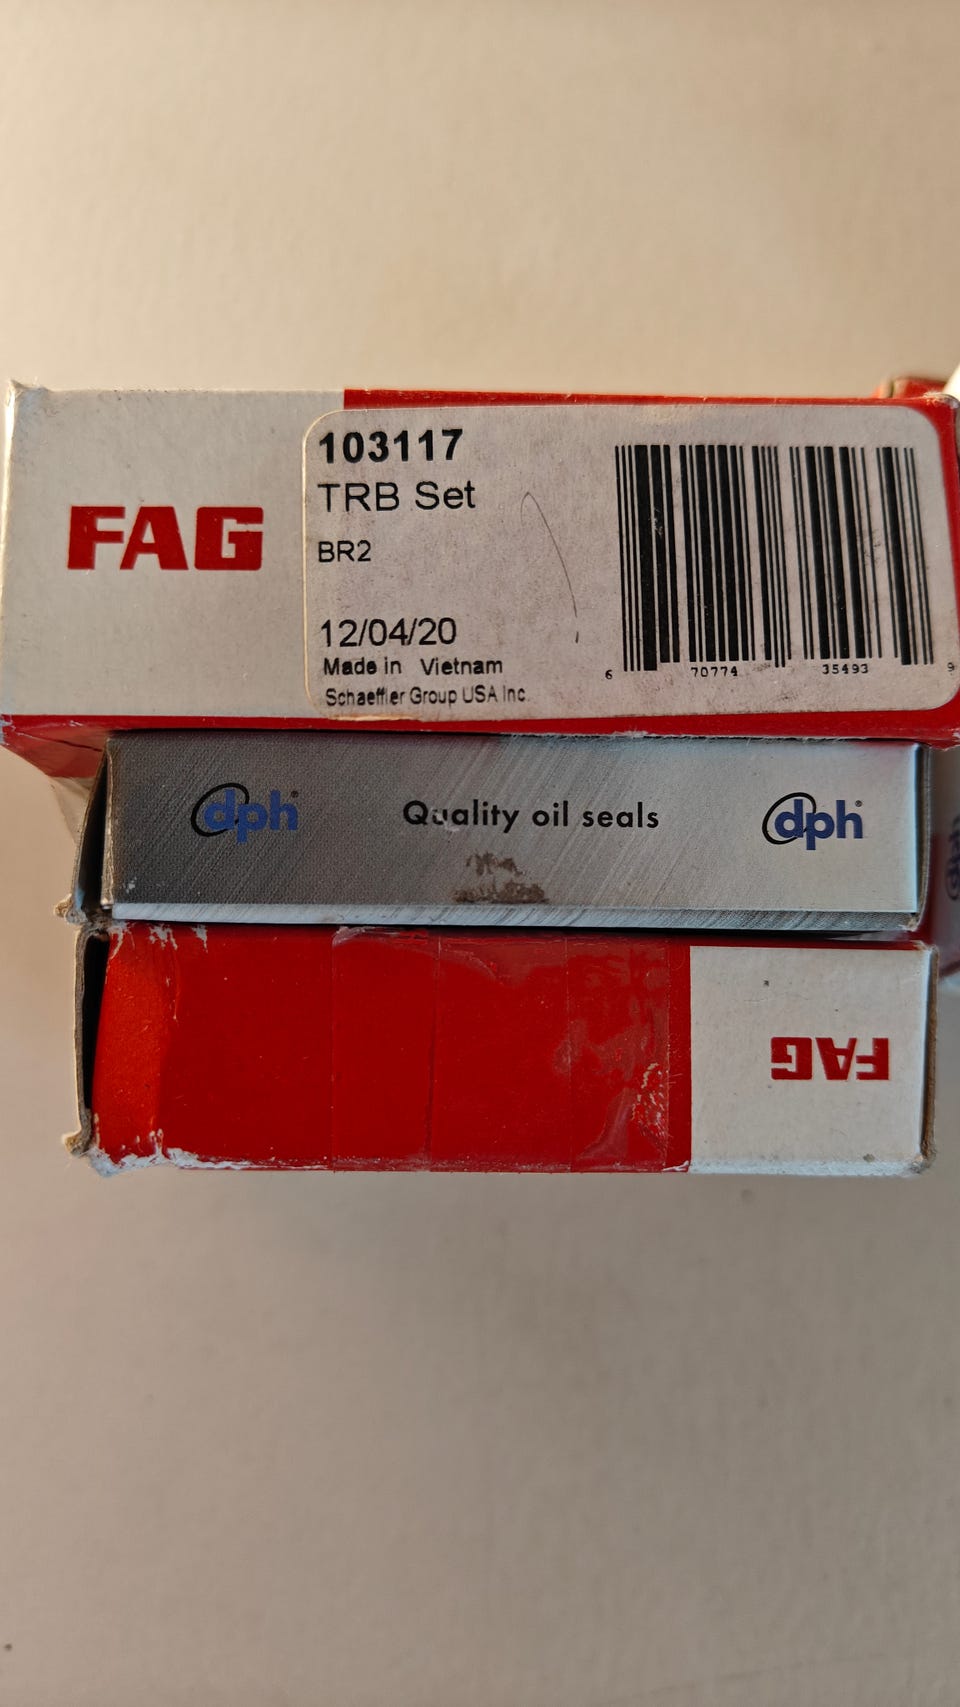 FAG
103117
TRB Set
BR2
12/04/20
Made in Vietnam
Schaeffler Group USA Inc.
6 70774 35493 9
dph® Quality oil seals dph®
FAG